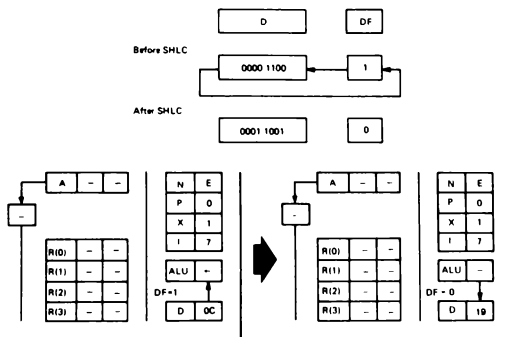 D DF
Before SHLC
0000 1100 1
After SHLC
0001 1001 0
A - -
-
R(0) - -
R(1) - -
R(2) - -
R(3) - -
N E
P 0
X 1
I 7
ALU ←
DF=1
D 0C
A - -
-
R(0) - -
R(1) - -
R(2) - -
R(3) - -
N E
P 0
X 1
I 7
ALU -
DF - 0
D 19